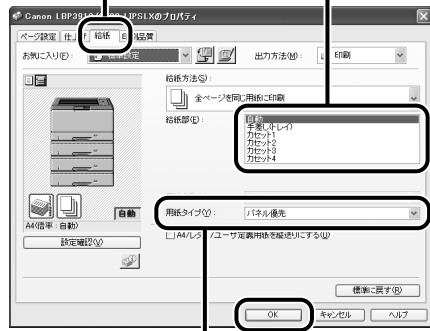 Canon LBP3910 LIPSLXのプロパティ
ページ設定 給紙 品質
お気に入り(F): 標準設定 出力方法(M): 印刷
給紙方法(S):
全ページを同じ用紙に印刷
給紙部(E):
自動
手差し(トレイ)
カセット1
カセット2
カセット3
カセット4
自動
A4(倍率: 自動)
設定確認(V)
用紙タイプ(Y): パネル優先
A4/レター/ユーザ定義用紙を縦送りにする(U)
標準に戻す(R)
OK キャンセル ヘルプ